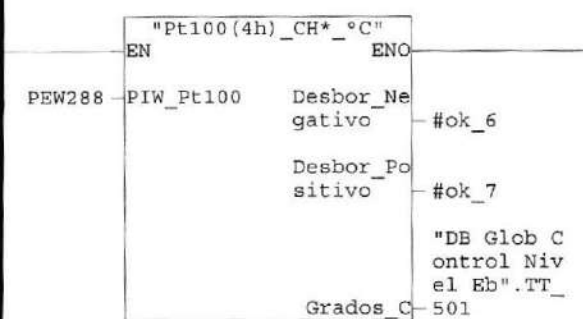 "Pt100(4h)_CH*_°C"
EN ENO
PEW288 PIW_Pt100 Desbor_Ne
gativo #ok_6
Desbor_Po
sitivo #ok_7
"DB Glob C
ontrol Niv
el Eb".TT_
Grados_C 501